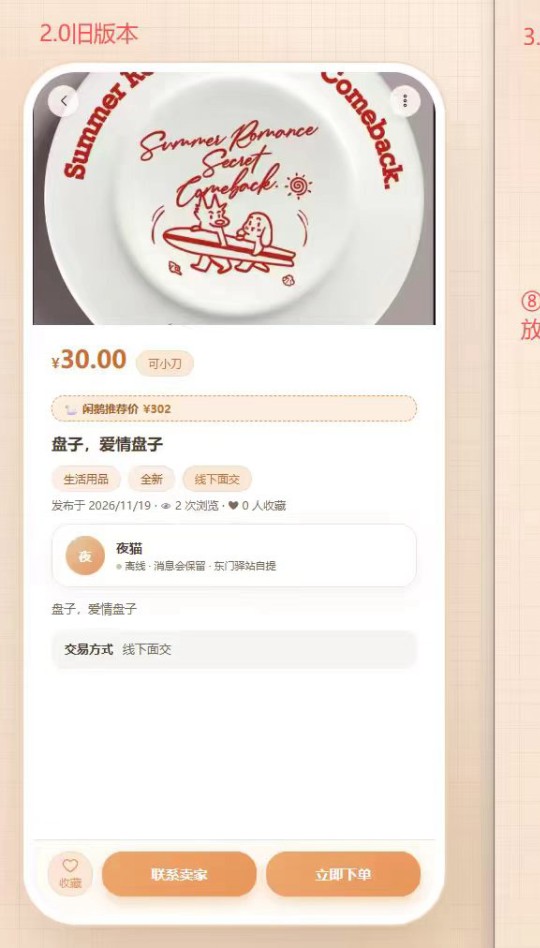 2.0旧版本
3.
Summer Ro
Comeback.
Summer Romance
Secret
Comeback.
¥30.00 可小刀
闲鹅推荐价 ¥302
盘子，爱情盘子
生活用品 全新 线下面交
发布于 2026/11/19 · 2 次浏览 · 0 人收藏
夜
夜猫
离线 · 消息会保留 · 东门驿站自提
⑧
放
盘子，爱情盘子
交易方式 线下面交
收藏
联系卖家
立即下单